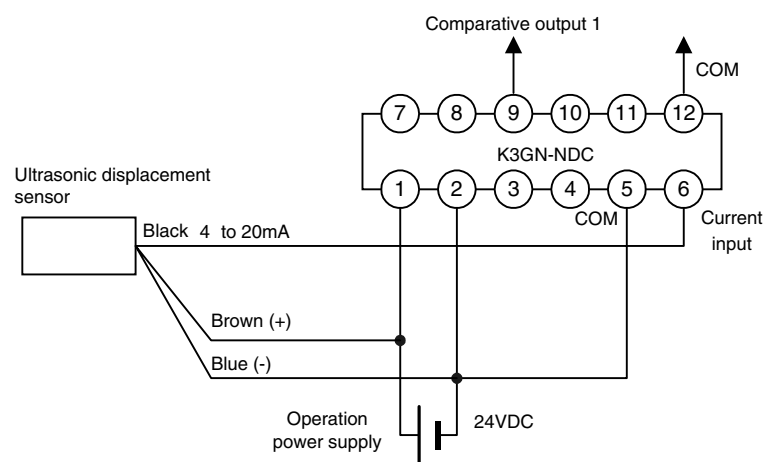 Comparative output 1
COM
7 8 9 10 11 12
K3GN-NDC
1 2 3 4 5 6
Ultrasonic displacement
sensor
COM
Current
input
Black 4 to 20mA
Brown (+)
Blue (-)
Operation
power supply
24VDC